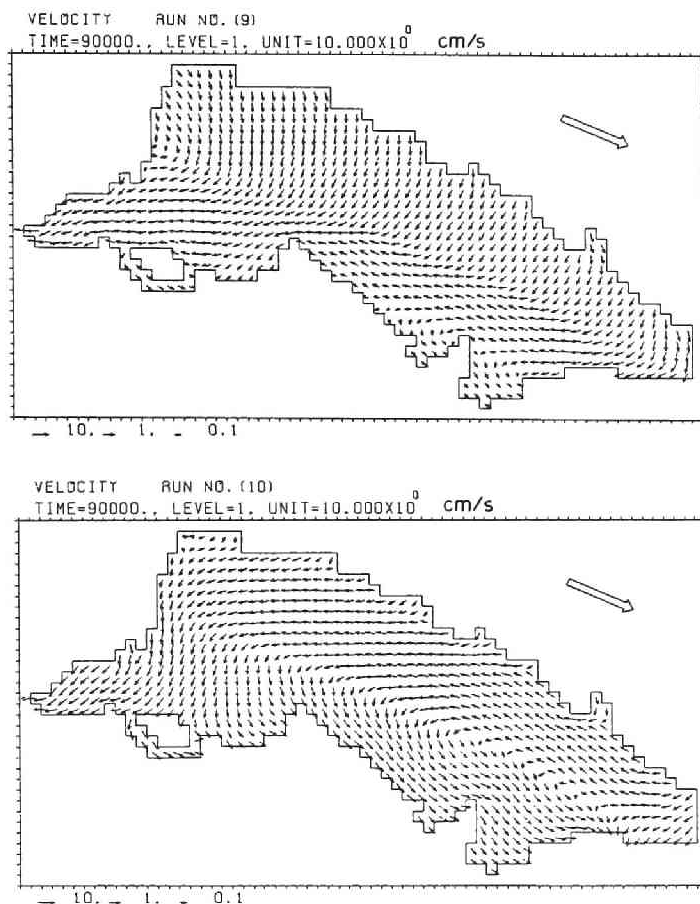 VELOCITY RUN NO. (9)
TIME=90000., LEVEL=1, UNIT=10.000X10⁰ cm/s
10. 1. 0.1
VELOCITY RUN NO. (10)
TIME=90000., LEVEL=1, UNIT=10.000X10⁰ cm/s
10. 1. 0.1